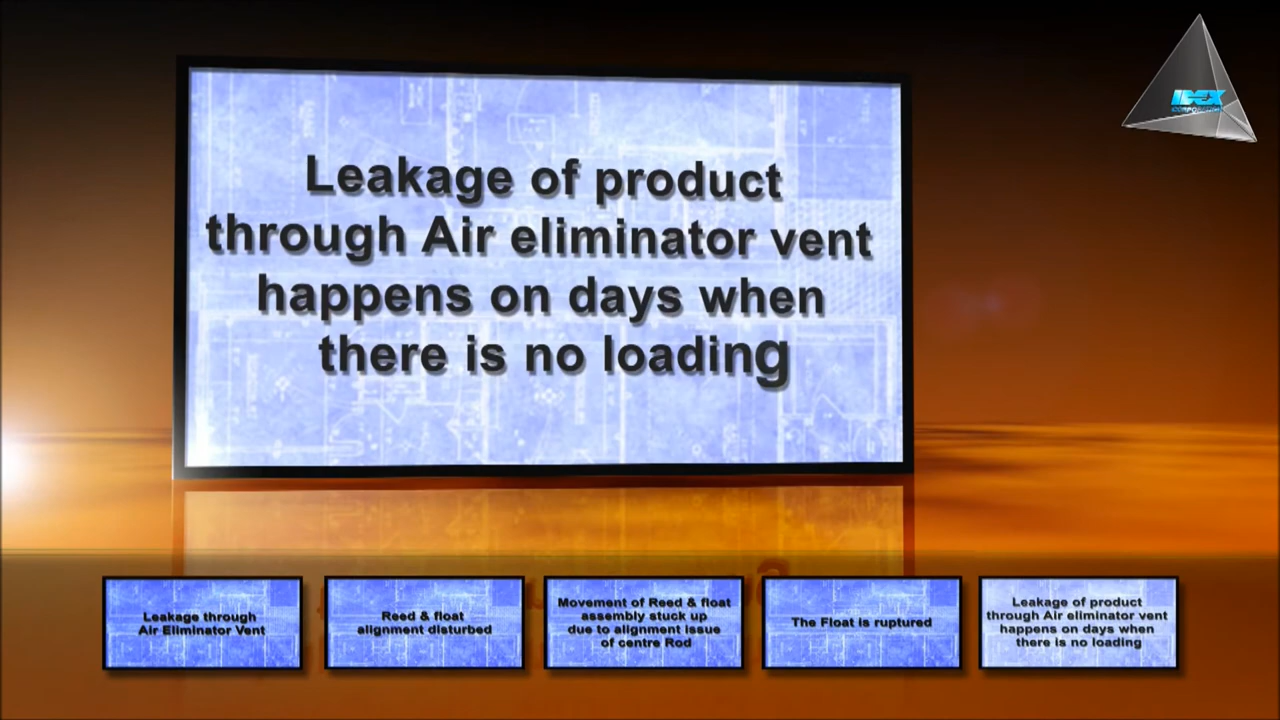 IDEX
CORPORATION
Leakage of product
through Air eliminator vent
happens on days when
there is no loading
Leakage through
Air Eliminator Vent
Reed & float
alignment disturbed
Movement of Reed & float
assembly stuck up
due to alignment issue
of centre Rod
The Float is ruptured
Leakage of product
through Air eliminator vent
happens on days when
there is no loading